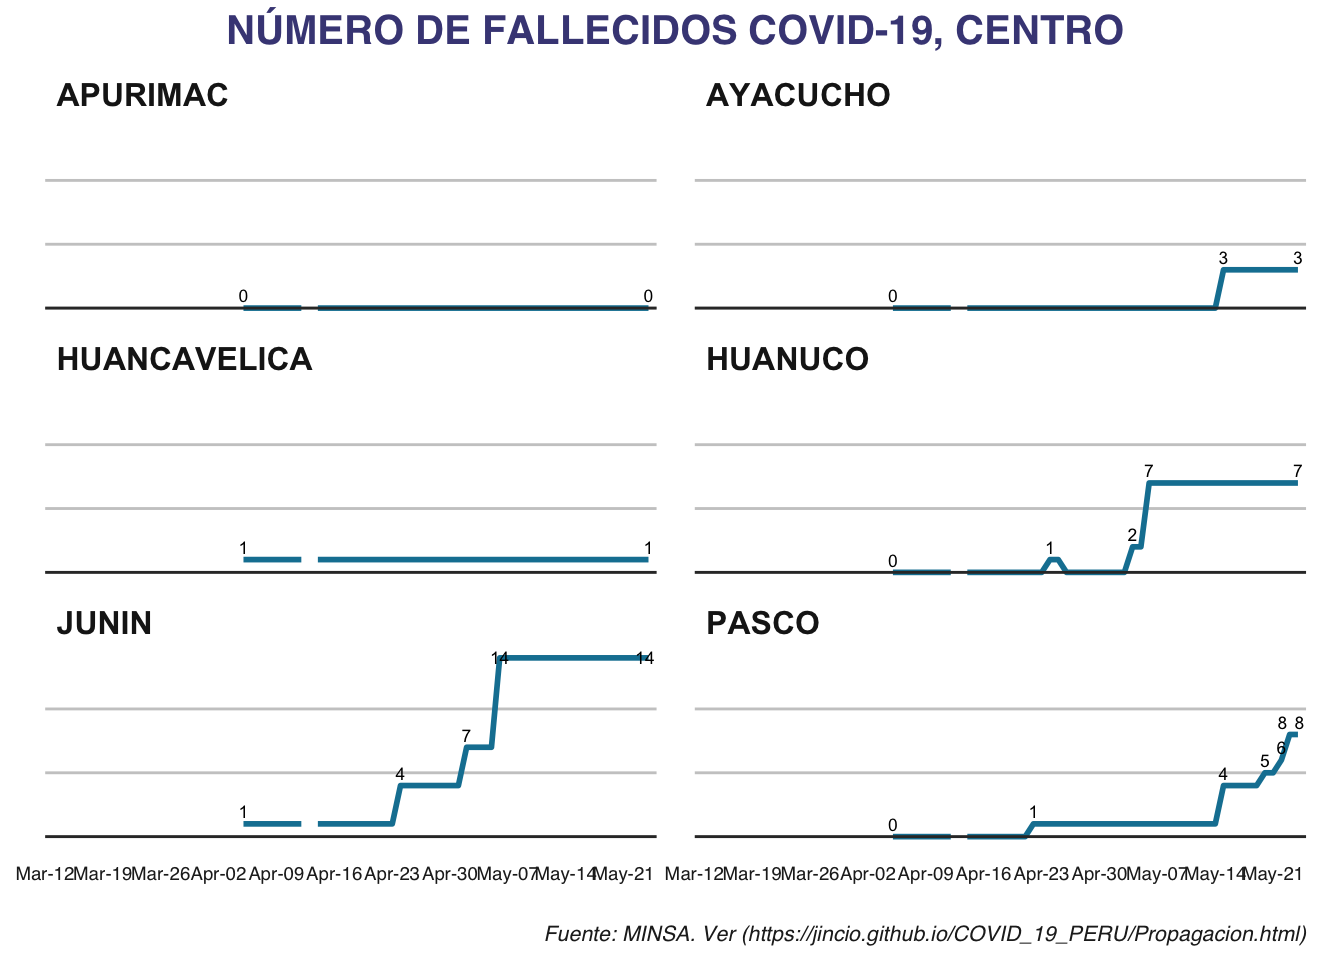 NÚMERO DE FALLECIDOS COVID-19, CENTRO
APURIMAC
0 0
AYACUCHO
0 3 3
HUANCAVELICA
1 1
HUANUCO
0 1 2 7 7
JUNIN
1 4 7 14 14
PASCO
0 1 4 5 6 8 8
Mar-12 Mar-19 Mar-26 Apr-02 Apr-09 Apr-16 Apr-23 Apr-30 May-07 May-14 May-21
Mar-12 Mar-19 Mar-26 Apr-02 Apr-09 Apr-16 Apr-23 Apr-30 May-07 May-14 May-21
Fuente: MINSA. Ver (https://jincio.github.io/COVID_19_PERU/Propagacion.html)